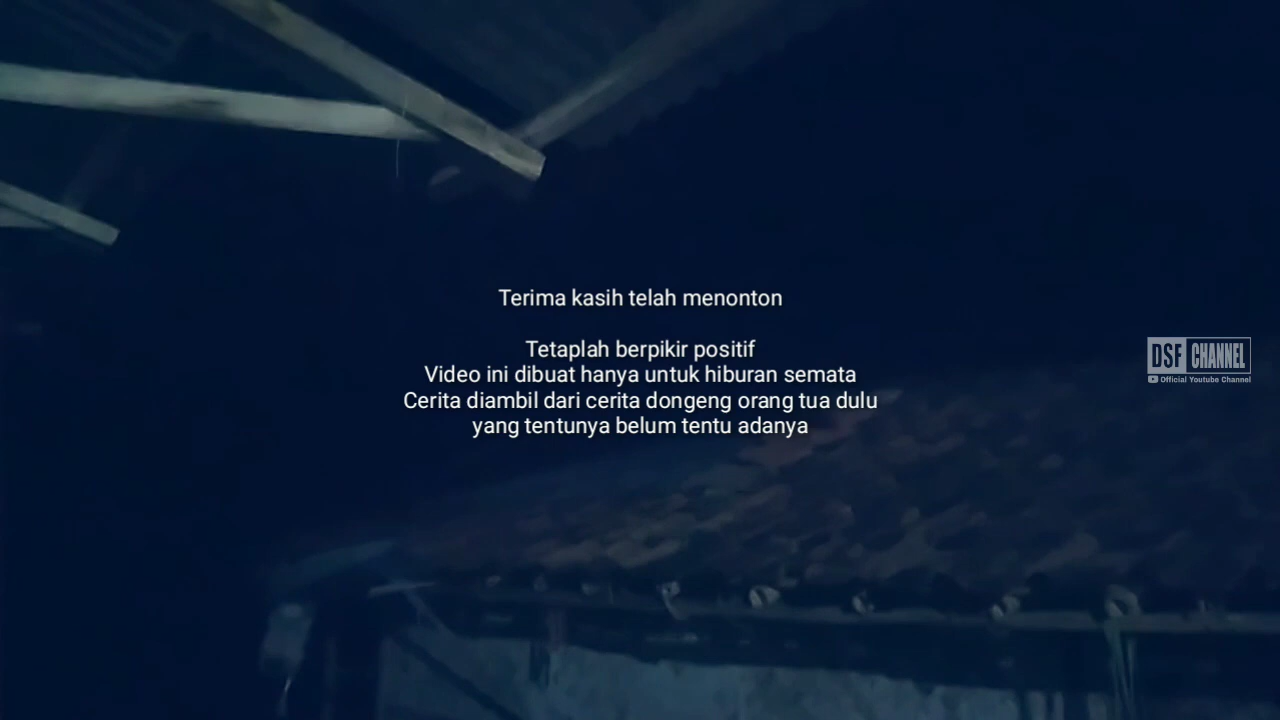 Terima kasih telah menonton
Tetaplah berpikir positif
Video ini dibuat hanya untuk hiburan semata
Cerita diambil dari cerita dongeng orang tua dulu
yang tentunya belum tentu adanya
DSF CHANNEL
Official Youtube Channel